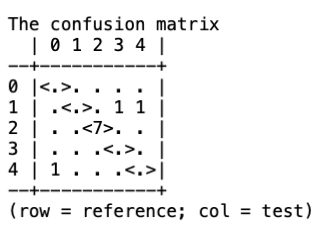 The confusion matrix
  | 0 1 2 3 4 |
--+-----------+
0 |<.>. . . . |
1 | .<.>. 1 1 |
2 | . .<7>. . |
3 | . . .<.>. |
4 | 1 . . .<.>|
--+-----------+
(row = reference; col = test)